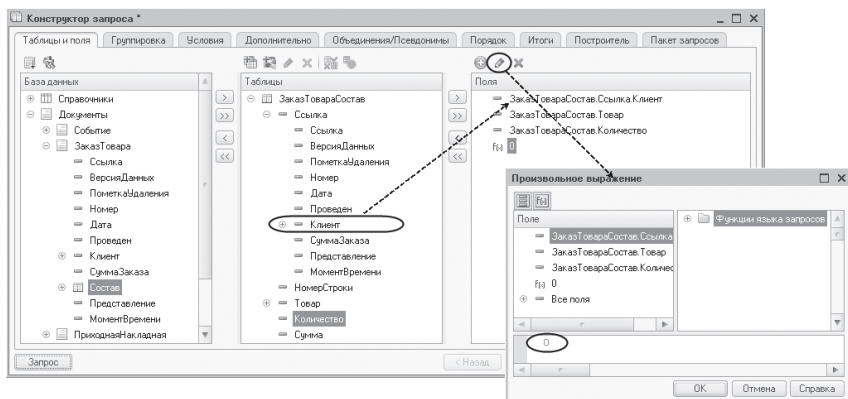 Конструктор запроса *
Таблицы и поля Группировка Условия Дополнительно Объединения/Псевдонимы Порядок Итоги Построитель Пакет запросов
База данных
Справочники
Документы
Событие
ЗаказТовара
Ссылка
ВерсияДанных
ПометкаУдаления
Номер
Дата
Проведен
Клиент
СуммаЗаказа
Состав
Представление
МоментВремени
ПриходнаяНакладная
>
>>
<
<<
Таблицы
ЗаказТовараСостав
Ссылка
Ссылка
ВерсияДанных
ПометкаУдаления
Номер
Дата
Проведен
Клиент
СуммаЗаказа
Представление
МоментВремени
НомерСтроки
Товар
Количество
Сумма
>
>>
<
<<
Поля
ЗаказТовараСостав.Ссылка.Клиент
ЗаказТовараСостав.Товар
ЗаказТовараСостав.Количество
f(x) 0
Запрос
< Назад
Произвольное выражение
f(x)
Поле
ЗаказТовараСостав.Ссылка
ЗаказТовараСостав.Товар
ЗаказТовараСостав.Количес
f(x) 0
Все поля
Функции языка запросов
0
OK Отмена Справка